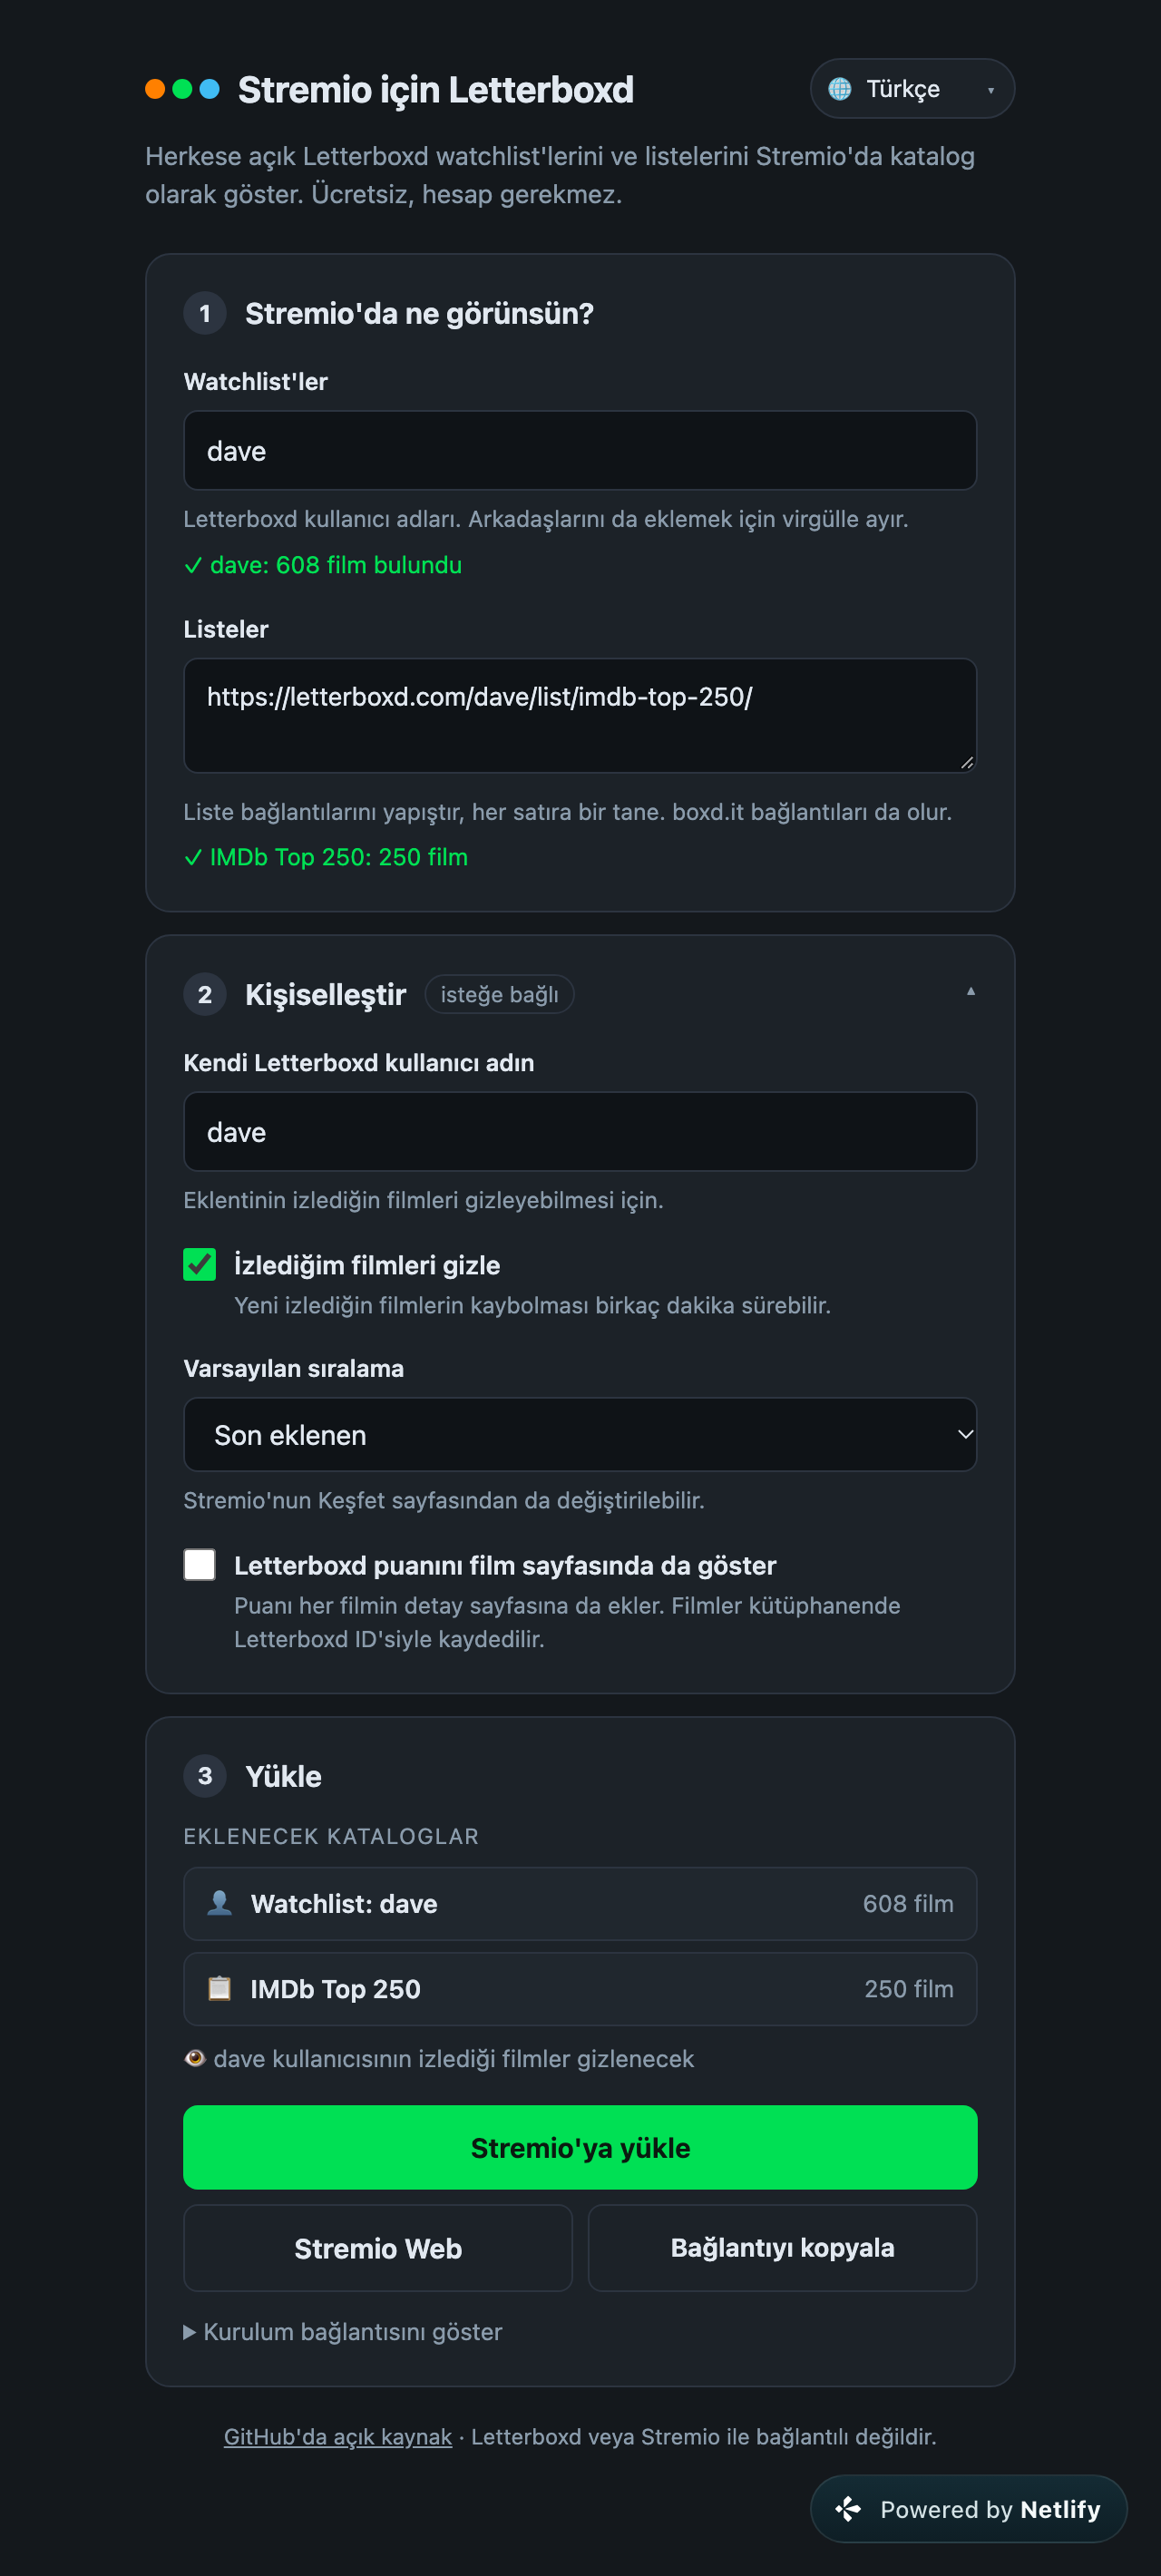 Stremio için Letterboxd
Türkçe
Herkese açık Letterboxd watchlist'lerini ve listelerini Stremio'da katalog
olarak göster. Ücretsiz, hesap gerekmez.
1 Stremio'da ne görünsün?
Watchlist'ler
dave
Letterboxd kullanıcı adları. Arkadaşlarını da eklemek için virgülle ayır.
✓ dave: 608 film bulundu
Listeler
https://letterboxd.com/dave/list/imdb-top-250/
Liste bağlantılarını yapıştır, her satıra bir tane. boxd.it bağlantıları da olur.
✓ IMDb Top 250: 250 film
2 Kişiselleştir isteğe bağlı
Kendi Letterboxd kullanıcı adın
dave
Eklentinin izlediğin filmleri gizleyebilmesi için.
İzlediğim filmleri gizle
Yeni izlediğin filmlerin kaybolması birkaç dakika sürebilir.
Varsayılan sıralama
Son eklenen
Stremio'nun Keşfet sayfasından da değiştirilebilir.
Letterboxd puanını film sayfasında da göster
Puanı her filmin detay sayfasına da ekler. Filmler kütüphanende
Letterboxd ID'siyle kaydedilir.
3 Yükle
EKLENECEK KATALOGLAR
Watchlist: dave 608 film
IMDb Top 250 250 film
dave kullanıcısının izlediği filmler gizlenecek
Stremio'ya yükle
Stremio Web
Bağlantıyı kopyala
Kurulum bağlantısını göster
GitHub'da açık kaynak · Letterboxd veya Stremio ile bağlantılı değildir.
Powered by Netlify